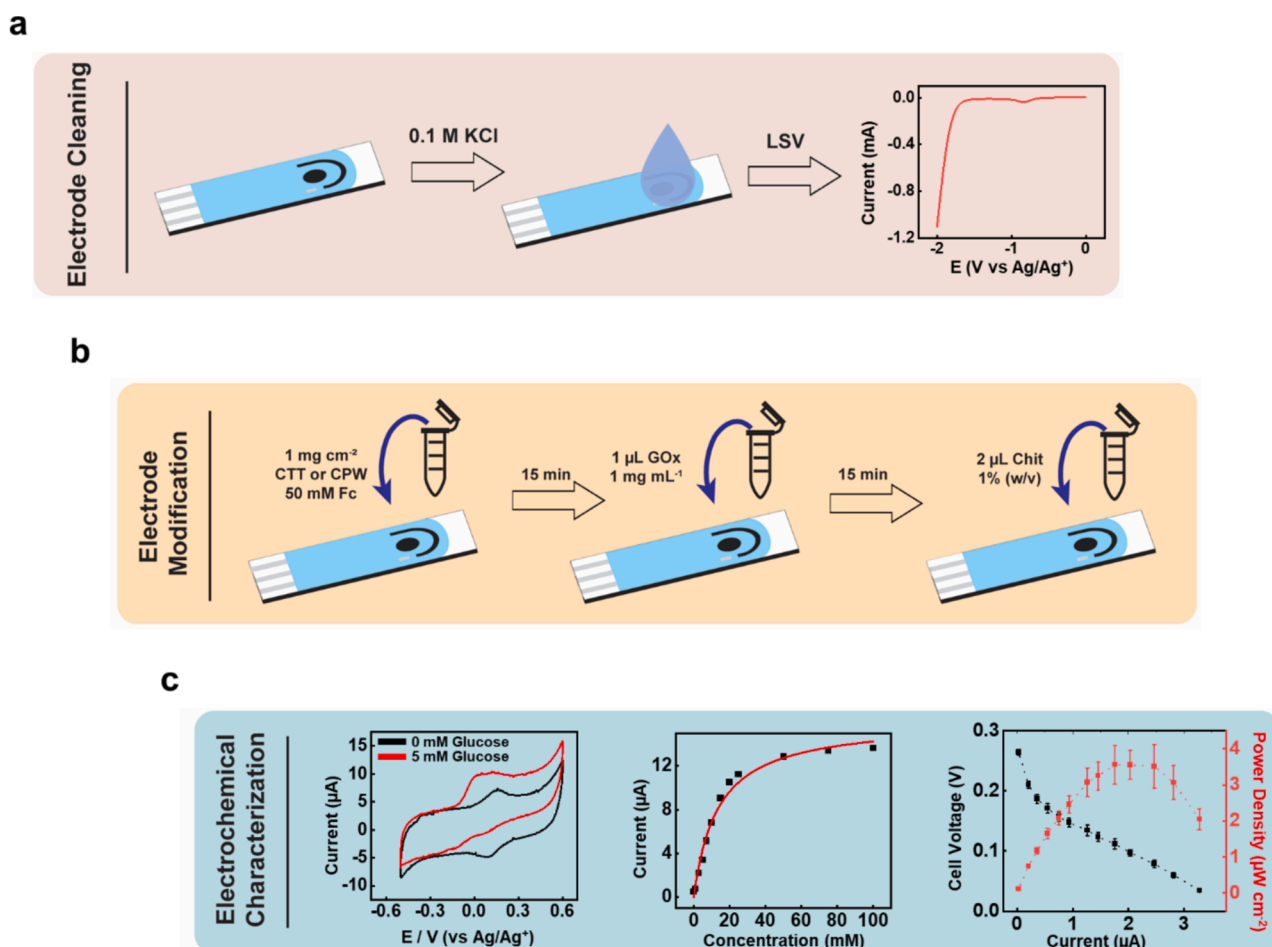 a
Electrode Cleaning
0.1 M KCl
LSV
0.0
-0.4
-0.8
-1.2
Current (mA)
-2
-1
0
E (V vs Ag/Ag⁺)
b
Electrode
Modification
1 mg cm⁻²
CTT or CPW
50 mM Fc
15 min
1 µL GOx
1 mg mL⁻¹
15 min
2 µL Chit
1% (w/v)
c
Electrochemical
Characterization
0 mM Glucose
5 mM Glucose
15
10
5
0
-5
-10
Current (µA)
-0.6
-0.3
0.0
0.3
0.6
E / V (vs Ag/Ag⁺)
12
8
4
0
Current (µA)
0
20
40
60
80
100
Concentration (mM)
0.3
0.2
0.1
0.0
Cell Voltage (V)
0
1
2
3
Current (µA)
4
3
2
1
0
Power Density (µW cm⁻²)